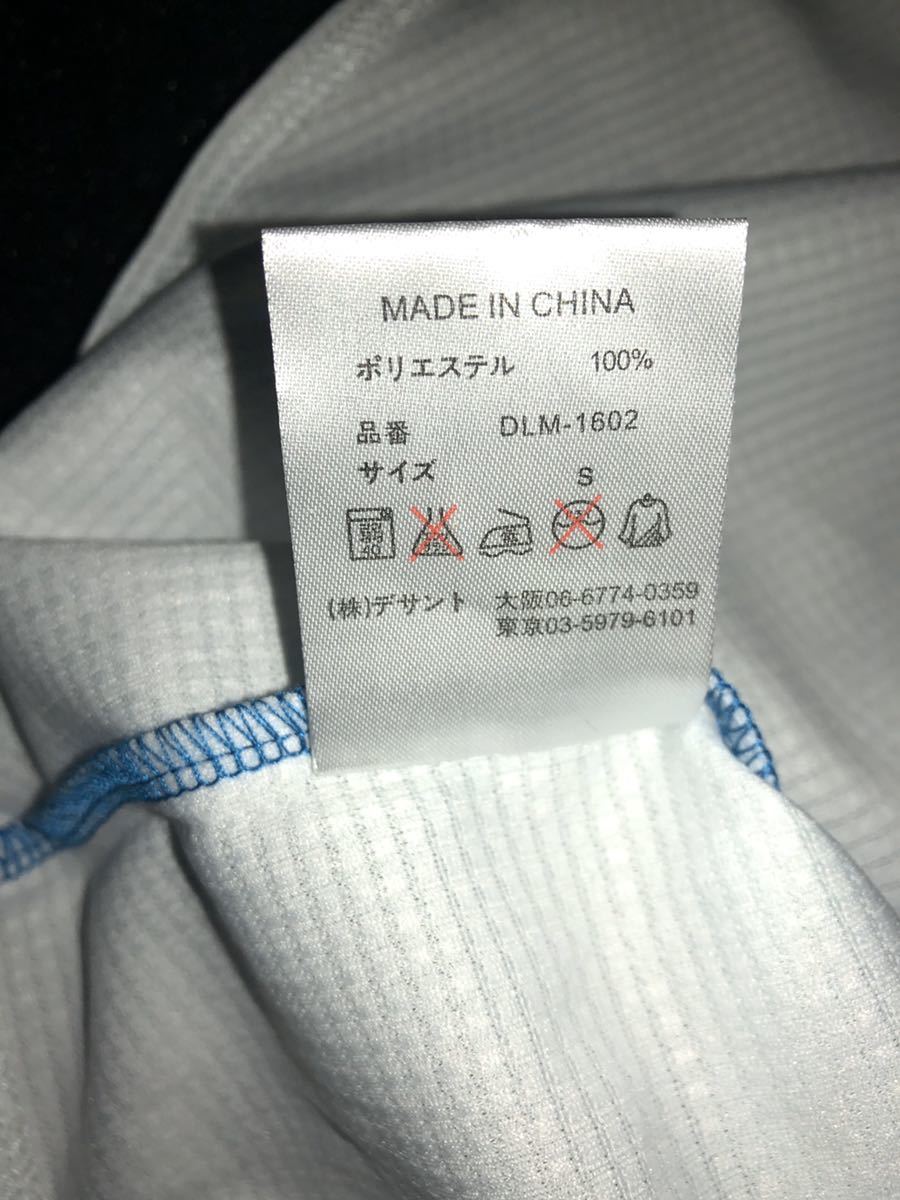 MADE IN CHINA
ポリエステル 100%
品番 DLM-1602
サイズ S
40
(株)デサント 大阪06-6774-0359
東京03-5979-6101